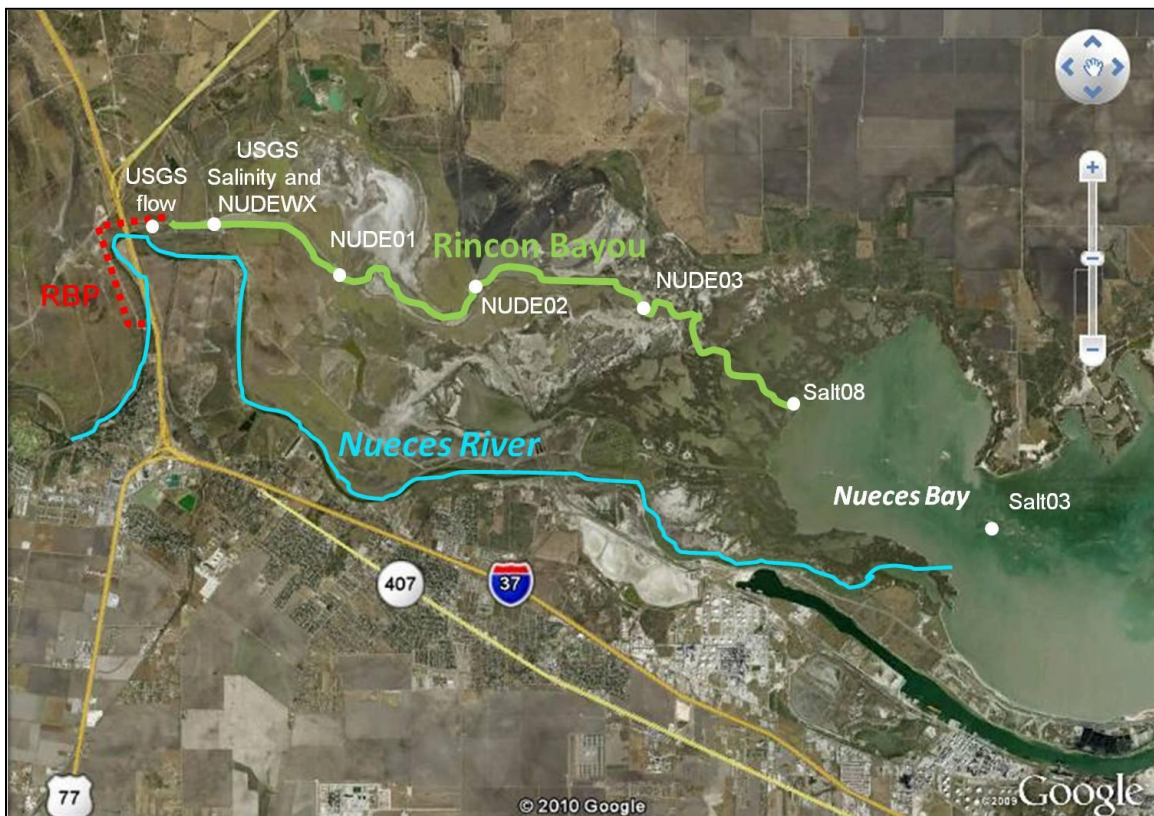 USGS
flow
USGS
Salinity and
NUDEWX
NUDE01
Rincon Bayou
NUDE03
RBP
NUDE02
Salt08
Nueces River
Nueces Bay
Salt03
407
37
77
© 2010 Google
© 2009 Google